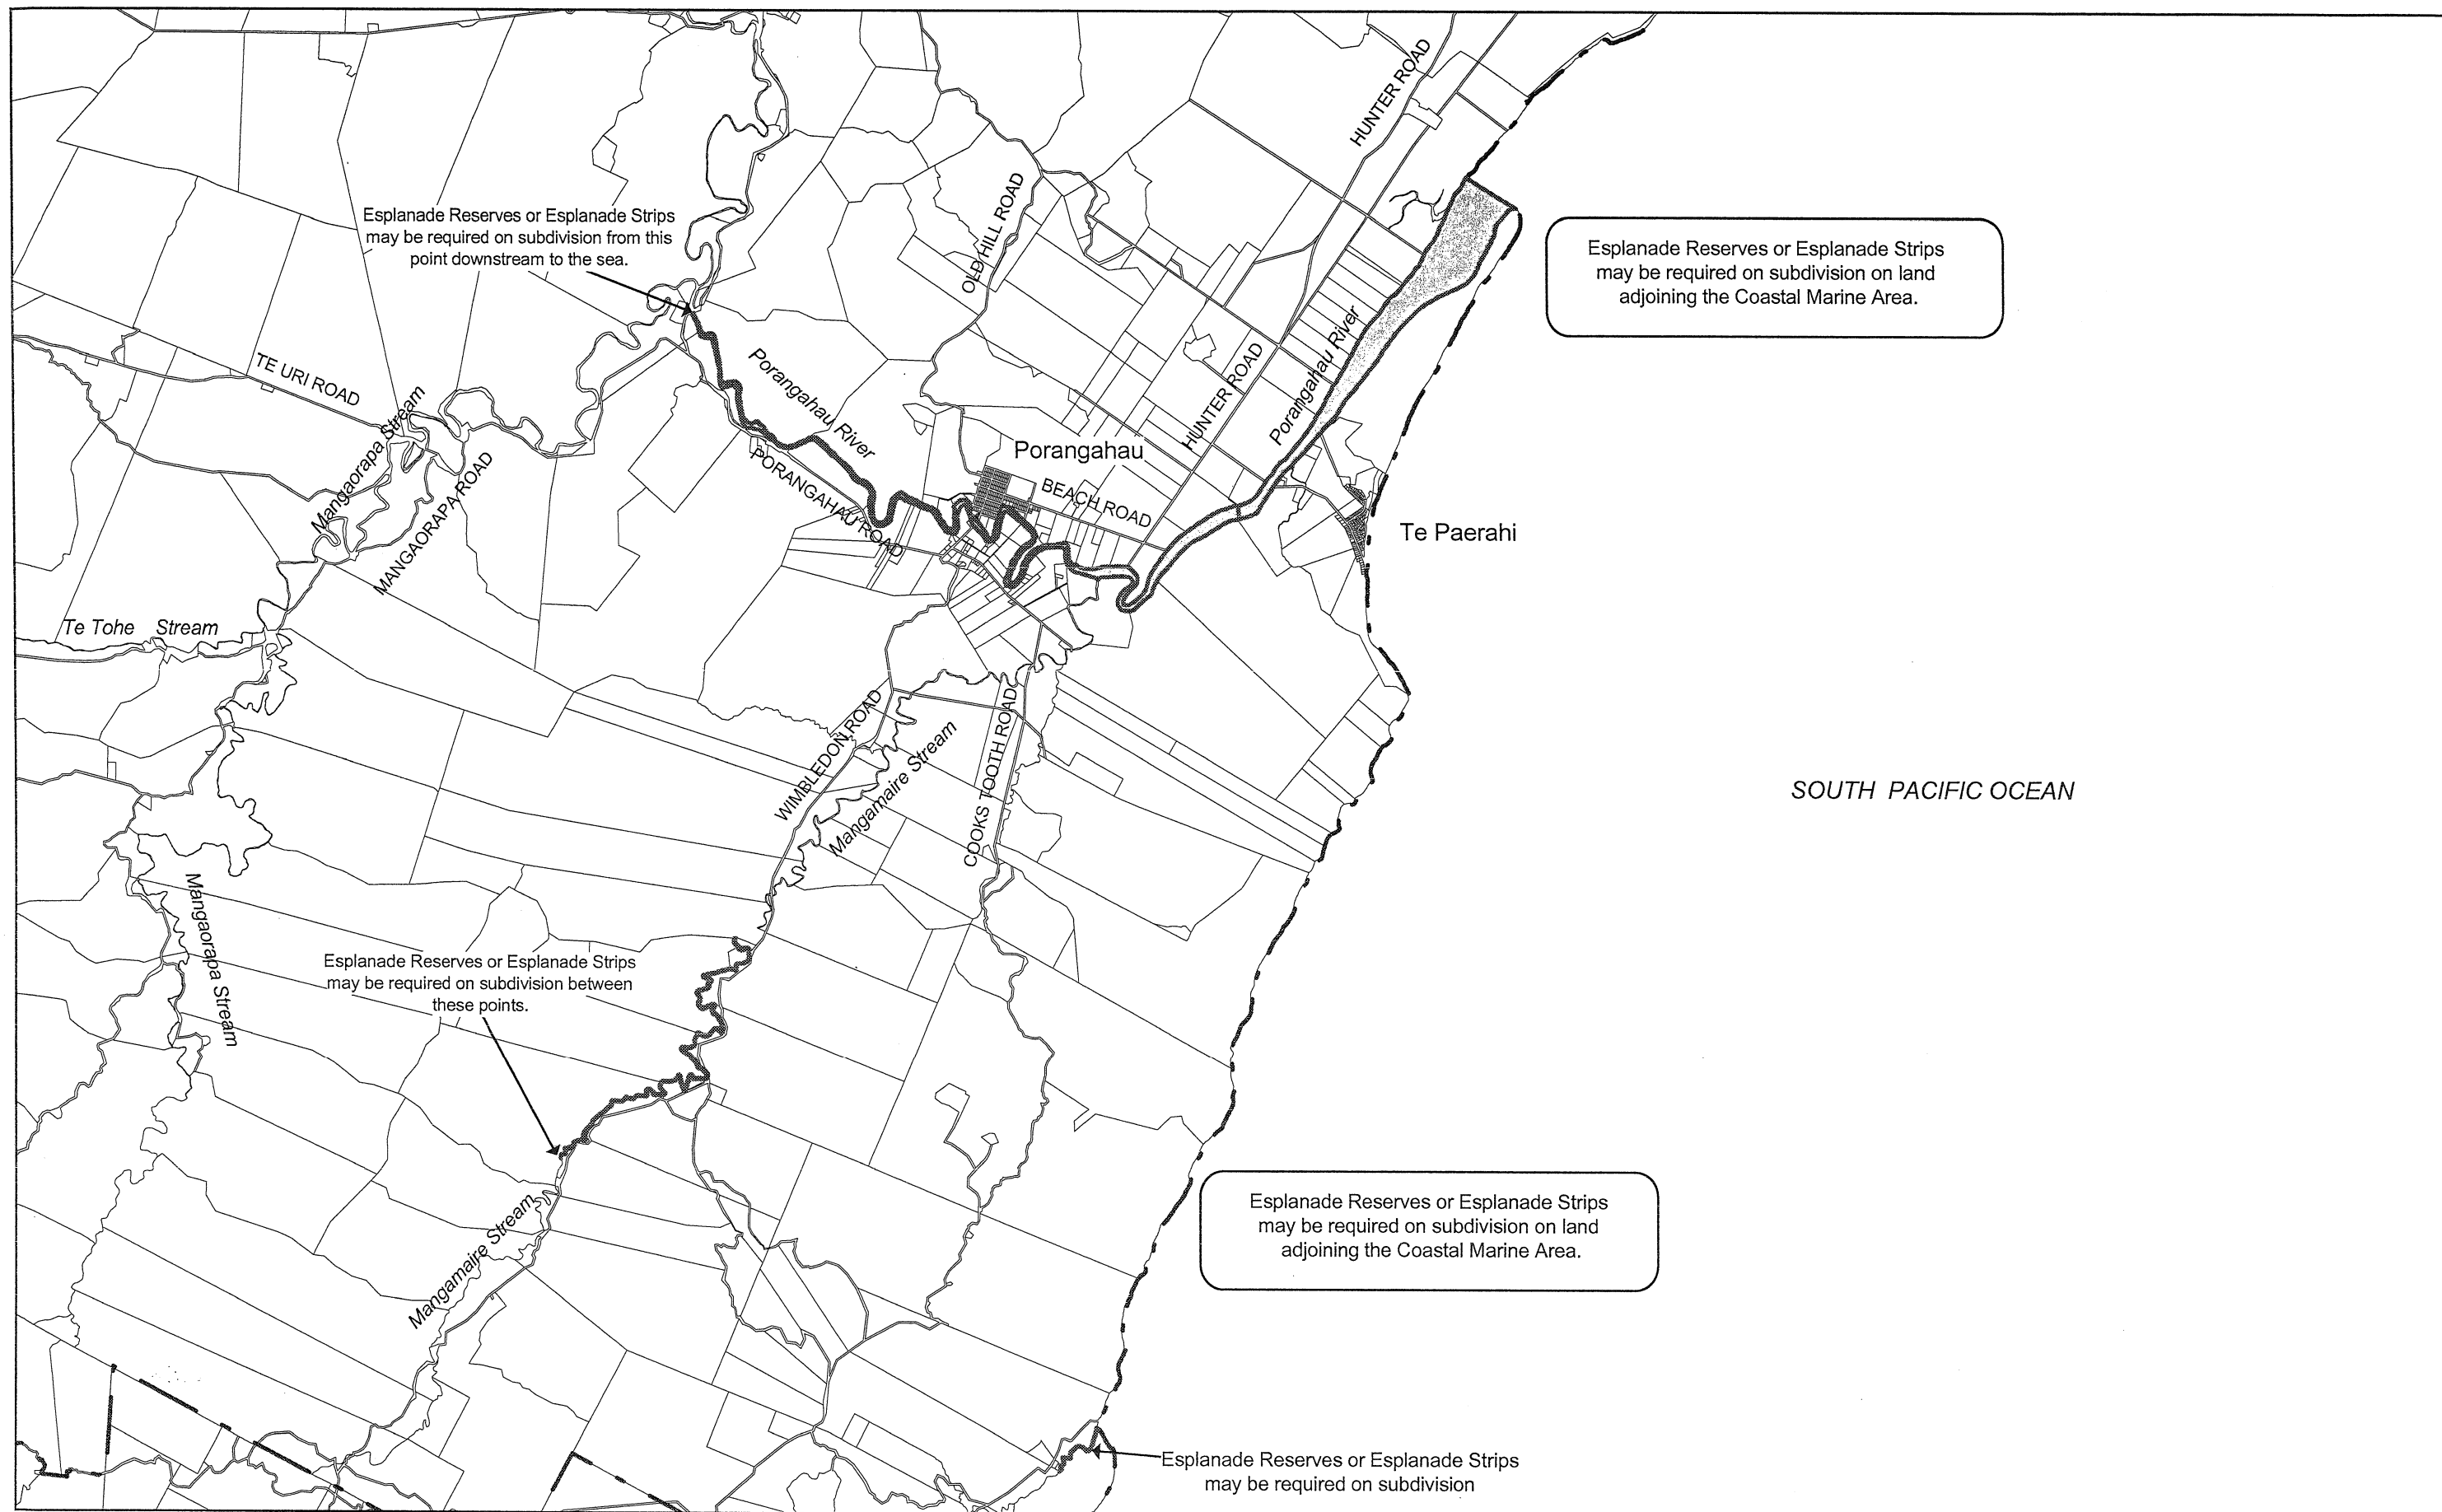 HUNTER ROAD
Esplanade Reserves or Esplanade Strips
may be required on subdivision from this
point downstream to the sea.
OLD HILL ROAD
Esplanade Reserves or Esplanade Strips
may be required on subdivision on land
adjoining the Coastal Marine Area.
TE URI ROAD
Mangaorapa Stream
Porangahau River
HUNTER ROAD
Porangahau River
Porangahau
PORANGAHAU ROAD
BEACH ROAD
MANGAORAPA ROAD
Te Paerahi
Te Tohe Stream
WIMBLEDON ROAD
Mangamaire Stream
COOKS TOOTH ROAD
SOUTH PACIFIC OCEAN
Mangaorapa Stream
Esplanade Reserves or Esplanade Strips
may be required on subdivision between
these points.
Mangamaire Stream
Esplanade Reserves or Esplanade Strips
may be required on subdivision on land
adjoining the Coastal Marine Area.
Esplanade Reserves or Esplanade Strips
may be required on subdivision